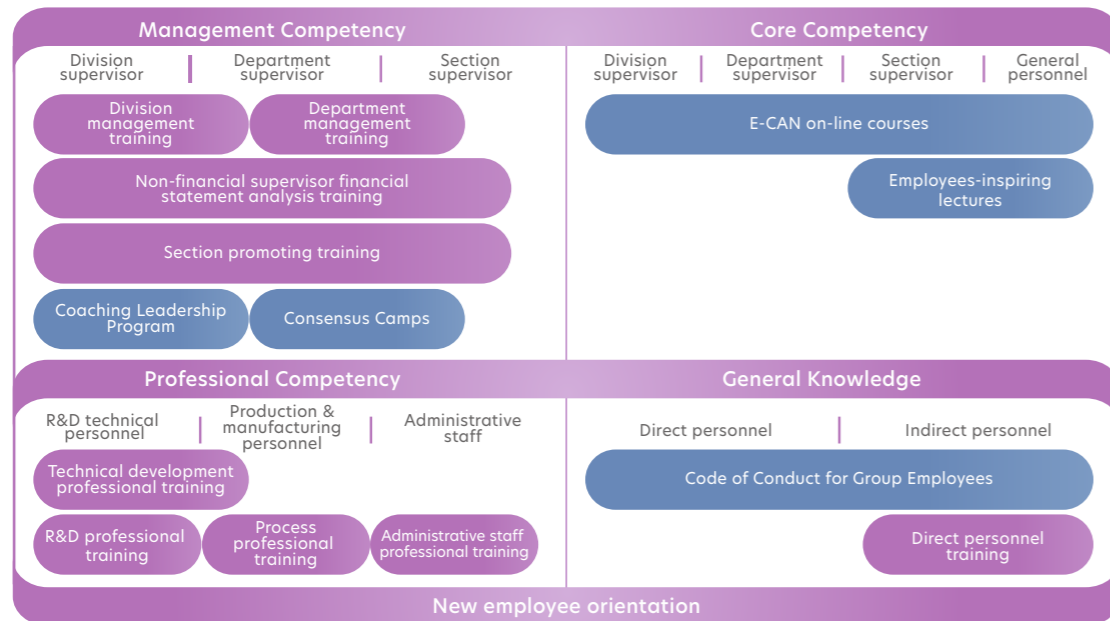 Management Competency
Core Competency
Division
supervisor
Department
supervisor
Section
supervisor
Division
supervisor
Department
supervisor
Section
supervisor
General
personnel
Division
management
training
Department
management
training
E-CAN on-line courses
Non-financial supervisor financial
statement analysis training
Employees-inspiring
lectures
Section promoting training
Coaching Leadership
Program
Consensus Camps
Professional Competency
General Knowledge
R&D technical
personnel
Production &
manufacturing
personnel
Administrative
staff
Direct personnel
Indirect personnel
Technical development
professional training
Code of Conduct for Group Employees
R&D professional
training
Process
professional
training
Administrative staff
professional training
Direct personnel
training
New employee orientation